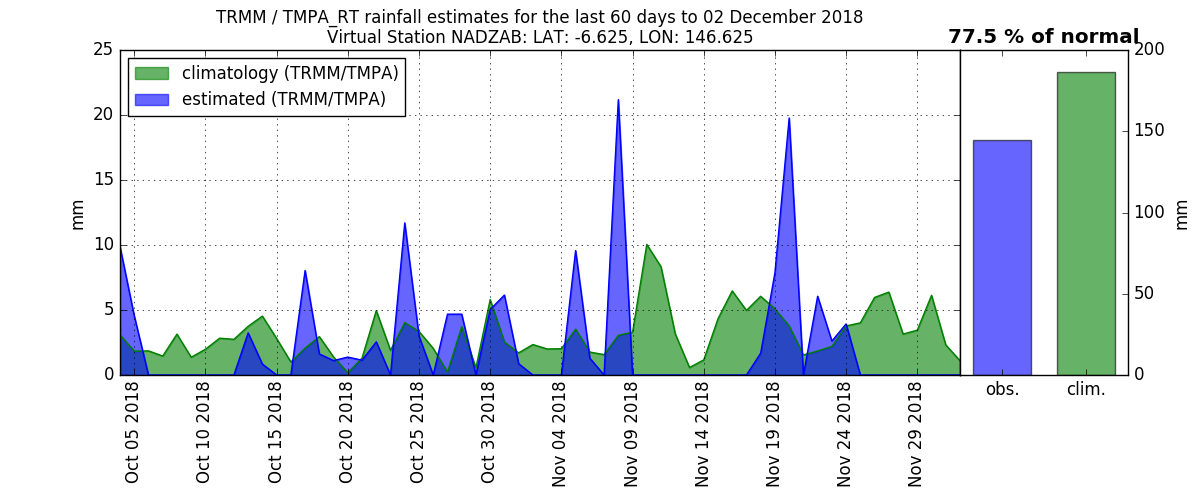 TRMM / TMPA_RT rainfall estimates for the last 60 days to 02 December 2018
Virtual Station NADZAB: LAT: -6.625, LON: 146.625
77.5 % of normal
climatology (TRMM/TMPA)
estimated (TRMM/TMPA)
25
20
15
10
5
0
mm
Oct 05 2018
Oct 10 2018
Oct 15 2018
Oct 20 2018
Oct 25 2018
Oct 30 2018
Nov 04 2018
Nov 09 2018
Nov 14 2018
Nov 19 2018
Nov 24 2018
Nov 29 2018
200
150
100
50
0
mm
obs.
clim.